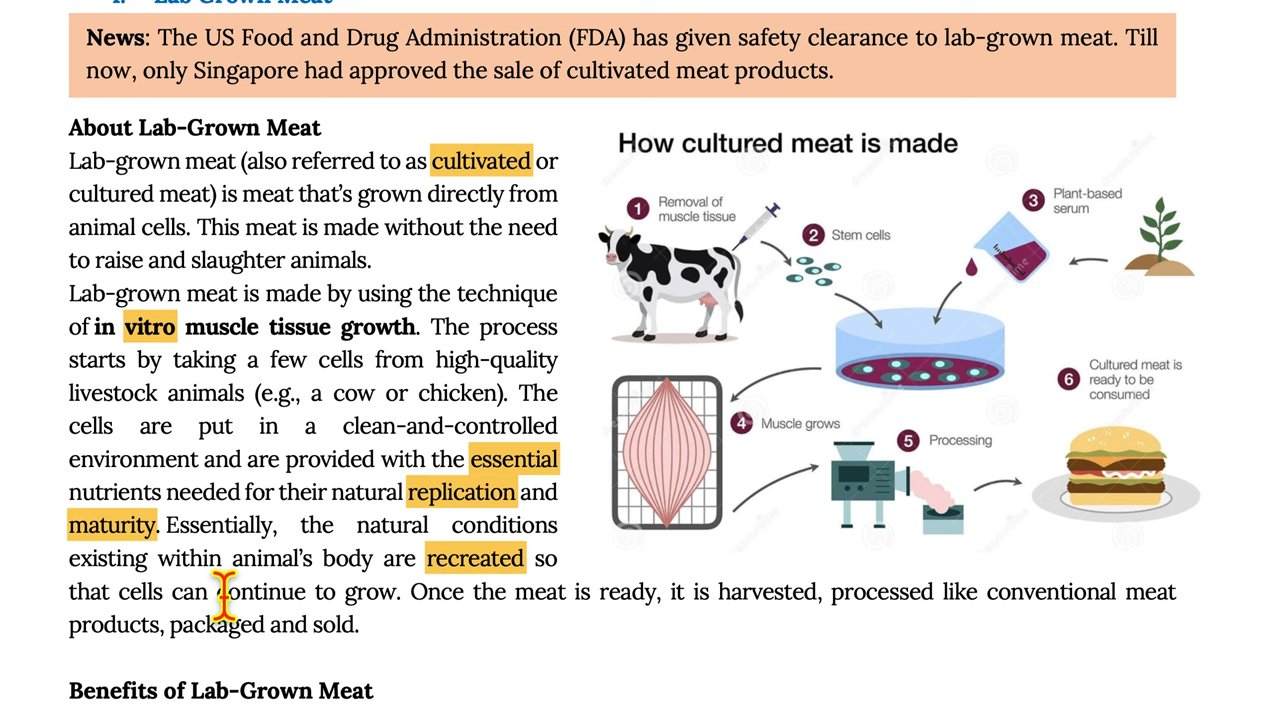 1. Lab-Grown Meat
News: The US Food and Drug Administration (FDA) has given safety clearance to lab-grown meat. Till
now, only Singapore had approved the sale of cultivated meat products.
About Lab-Grown Meat
Lab-grown meat (also referred to as cultivated or
cultured meat) is meat that's grown directly from
animal cells. This meat is made without the need
to raise and slaughter animals.
Lab-grown meat is made by using the technique
of in vitro muscle tissue growth. The process
starts by taking a few cells from high-quality
livestock animals (e.g., a cow or chicken). The
cells are put in a clean-and-controlled
environment and are provided with the essential
nutrients needed for their natural replication and
maturity. Essentially, the natural conditions
existing within animal's body are recreated so
that cells can continue to grow. Once the meat is ready, it is harvested, processed like conventional meat
products, packaged and sold.
How cultured meat is made
1 Removal of
muscle tissue
2 Stem cells
3 Plant-based
serum
4 Muscle grows
5 Processing
6 Cultured meat is
ready to be
consumed
Benefits of Lab-Grown Meat